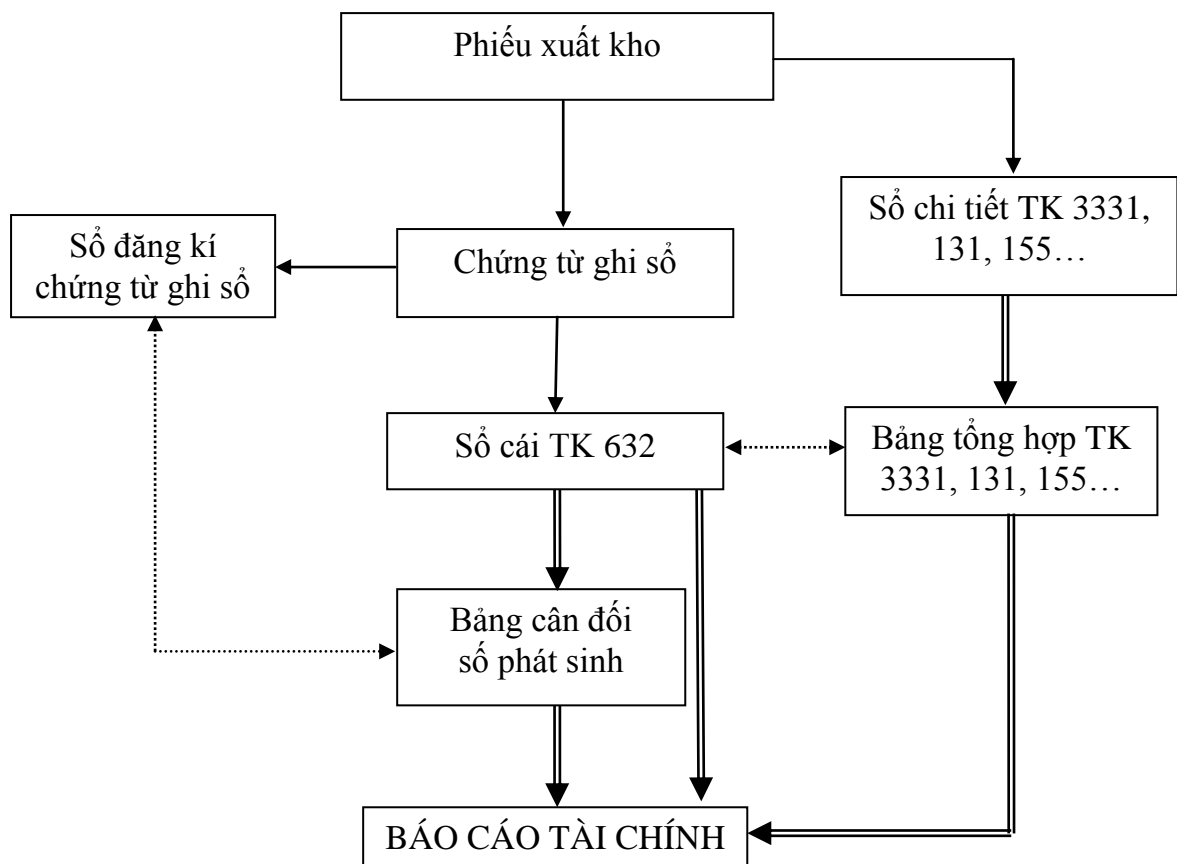 Phiếu xuất kho
Sổ chi tiết TK 3331,
131, 155…
Sổ đăng kí
chứng từ ghi sổ
Chứng từ ghi sổ
Sổ cái TK 632
Bảng tổng hợp TK
3331, 131, 155…
Bảng cân đối
số phát sinh
BÁO CÁO TÀI CHÍNH